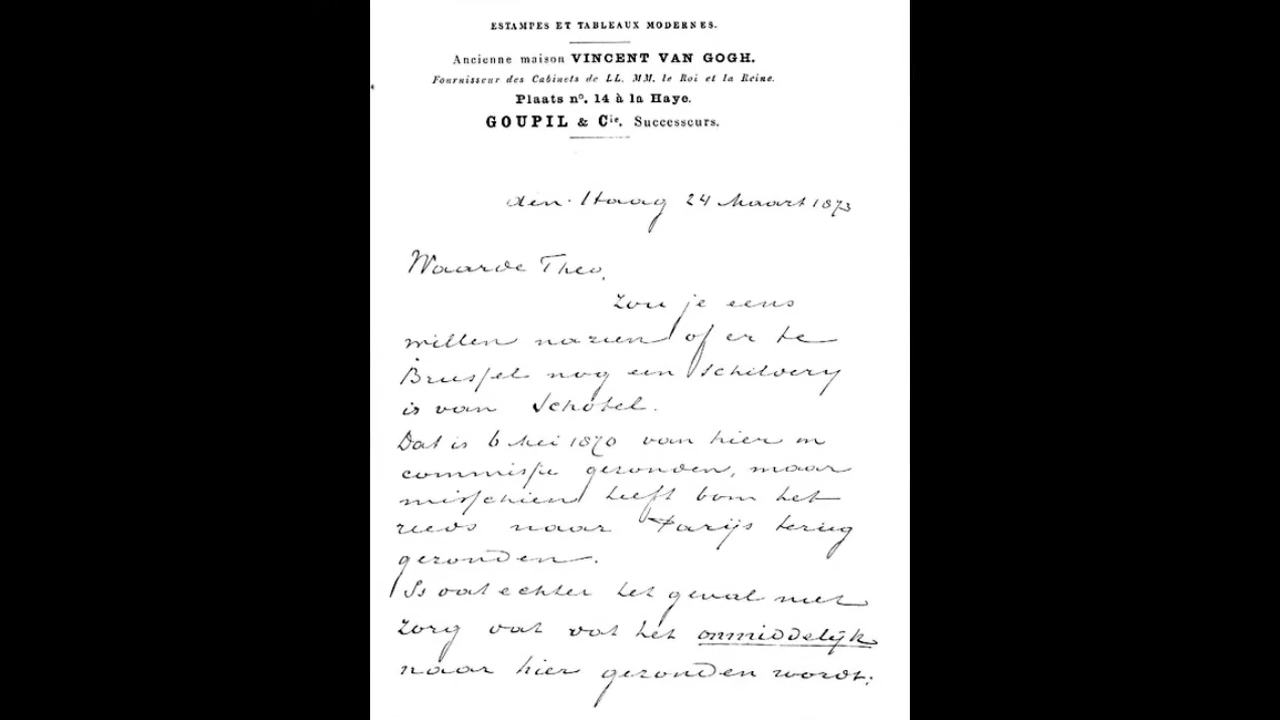 ESTAMPES ET TABLEAUX MODERNES.
Ancienne maison VINCENT VAN GOGH.
Fournisseur des Cabinets de LL. MM. le Roi et la Reine.
Plaats nº. 14 à la Haye.
GOUPIL & Cie. Successeurs.
den Haag 24 Maart 1873
Waarde Theo,
Zou je eens
willen nazien of er te
Brussel nog een schilderij
is van Schotel.
Dat is 6 Mei 1870 van hier in
commissie gezonden, maar
misschien heeft Oom het
reeds naar Parijs terug
gezonden.
Is dat echter het geval niet
zorg dat dat het onmiddelijk
naar hier gezonden wordt;